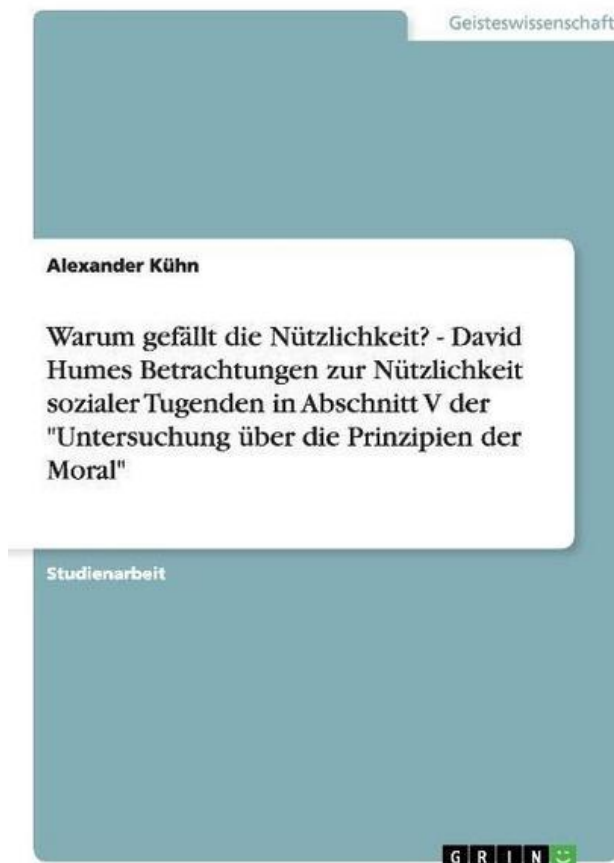 Geisteswissenschaft
Alexander Kühn
Warum gefällt die Nützlichkeit? - David
Humes Betrachtungen zur Nützlichkeit
sozialer Tugenden in Abschnitt V der
"Untersuchung über die Prinzipien der
Moral"
Studienarbeit
GRIN